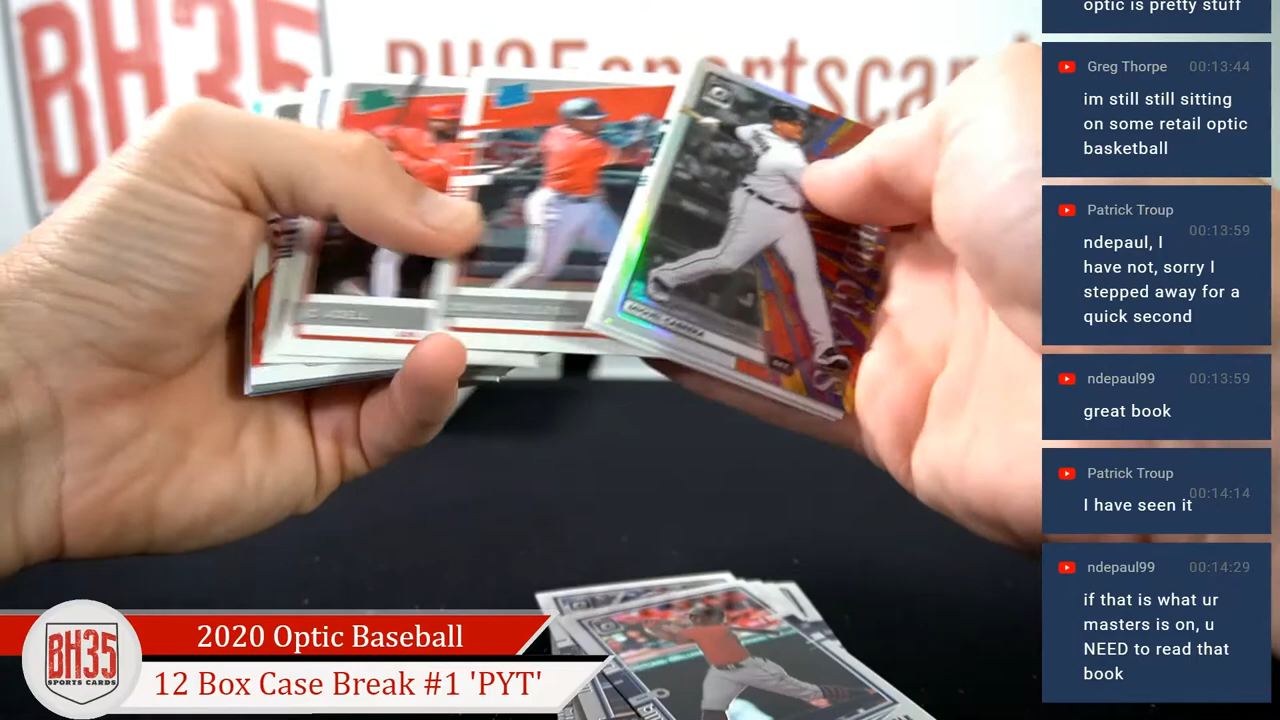 BH35
BH35sportscar
optic is pretty stuff
Greg Thorpe 00:13:44
im still still sitting
on some retail optic
basketball
Patrick Troup
00:13:59
ndepaul, I
have not, sorry I
stepped away for a
quick second
ndepaul99 00:13:59
great book
Patrick Troup
00:14:14
I have seen it
ndepaul99 00:14:29
if that is what ur
masters is on, u
NEED to read that
book
2020 Optic Baseball
12 Box Case Break #1 'PYT'
BH35
SPORTS CARDS